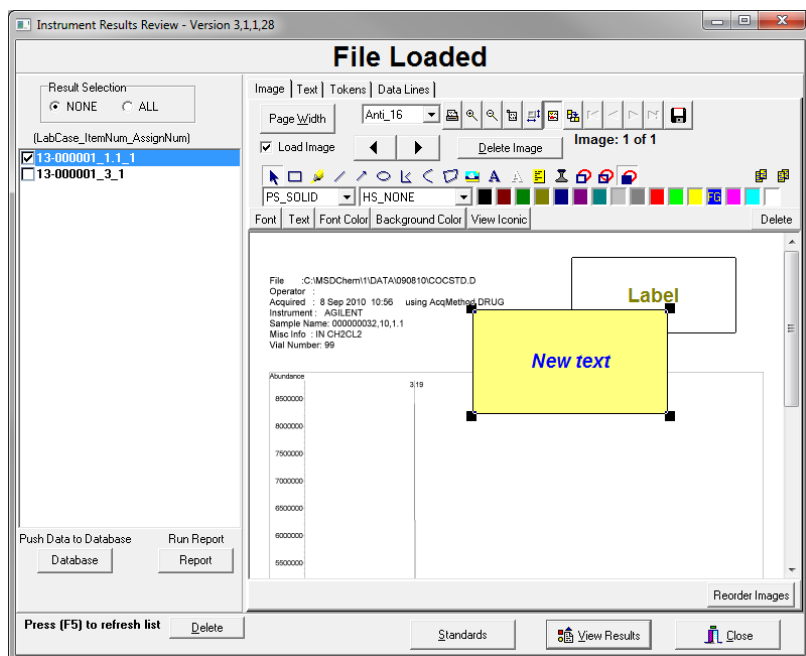 Instrument Results Review - Version 3,1,1,28
File Loaded
Result Selection
NONE ALL
(LabCase_ItemNum_AssignNum)
13-000001_1.1_1
13-000001_3_1
Push Data to Database Run Report
Database Report
Press (F5) to refresh list Delete
Image Text Tokens Data Lines
Page Width Anti_16
Load Image Delete Image Image: 1 of 1
PS_SOLID HS_NONE FG
Font Text Font Color Background Color View Iconic Delete
File :C:\MSDChem\1\DATA\090810\COCSTD.D
Operator :
Acquired : 8 Sep 2010 10:56 using AcqMethod DRUG
Instrument : AGILENT
Sample Name: 000000032,10,1.1
Misc Info : IN CH2CL2
Vial Number: 99
Label
New text
Abundance
3.19
8500000
8000000
7500000
7000000
6500000
6000000
5500000
Reorder Images
Standards View Results Close